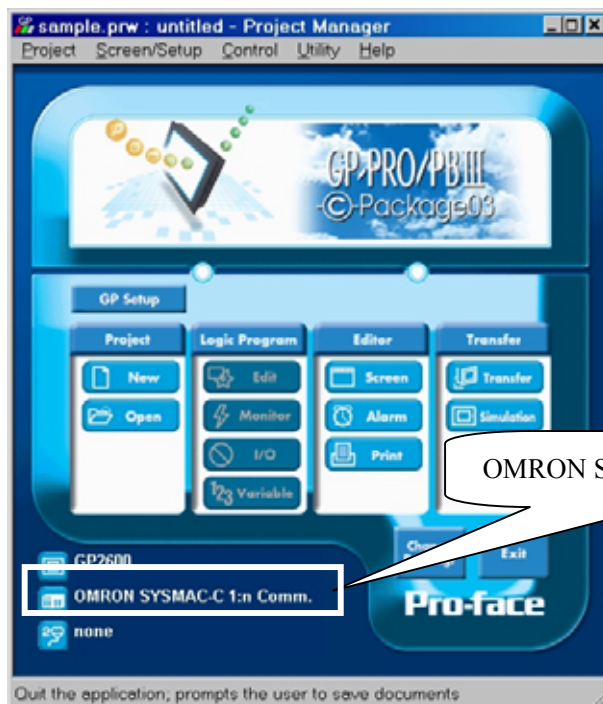 sample.prw : untitled - Project Manager
Project Screen/Setup Control Utility Help
GP-PRO/PBIII
-©-Package03
GP Setup
Project Logic Program Editor Transfer
New Edit Screen Transfer
Open Monitor Alarm Simulation
I/O Print
123 Variable
OMRON S
GP2600
Exit
OMRON SYSMAC-C 1:n Comm.
Pro-face
none
Quit the application; prompts the user to save documents